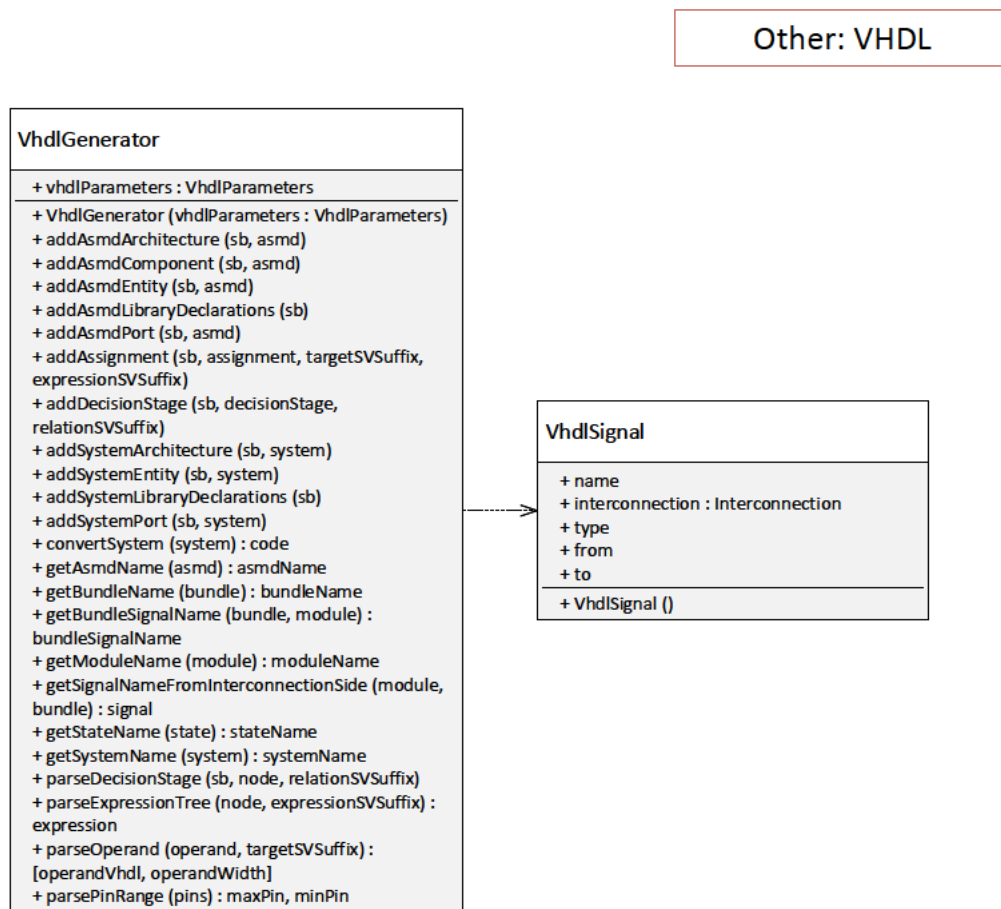 Other: VHDL
VhdlGenerator
+ vhdlParameters : VhdlParameters
+ VhdlGenerator (vhdlParameters : VhdlParameters)
+ addAsmdArchitecture (sb, asmd)
+ addAsmdComponent (sb, asmd)
+ addAsmdEntity (sb, asmd)
+ addAsmdLibraryDeclarations (sb)
+ addAsmdPort (sb, asmd)
+ addAssignment (sb, assignment, targetSVSuffix,
expressionSVSuffix)
+ addDecisionStage (sb, decisionStage,
relationSVSuffix)
+ addSystemArchitecture (sb, system)
+ addSystemEntity (sb, system)
+ addSystemLibraryDeclarations (sb)
+ addSystemPort (sb, system)
+ convertSystem (system) : code
+ getAsmdName (asmd) : asmdName
+ getBundleName (bundle) : bundleName
+ getBundleSignalName (bundle, module) :
bundleSignalName
+ getModuleName (module) : moduleName
+ getSignalNameFromInterconnectionSide (module,
bundle) : signal
+ getStateName (state) : stateName
+ getSystemName (system) : systemName
+ parseDecisionStage (sb, node, relationSVSuffix)
+ parseExpressionTree (node, expressionSVSuffix) :
expression
+ parseOperand (operand, targetSVSuffix) :
[operandVhdl, operandWidth]
+ parsePinRange (pins) : maxPin, minPin
VhdlSignal
+ name
+ interconnection : Interconnection
+ type
+ from
+ to
+ VhdlSignal ()